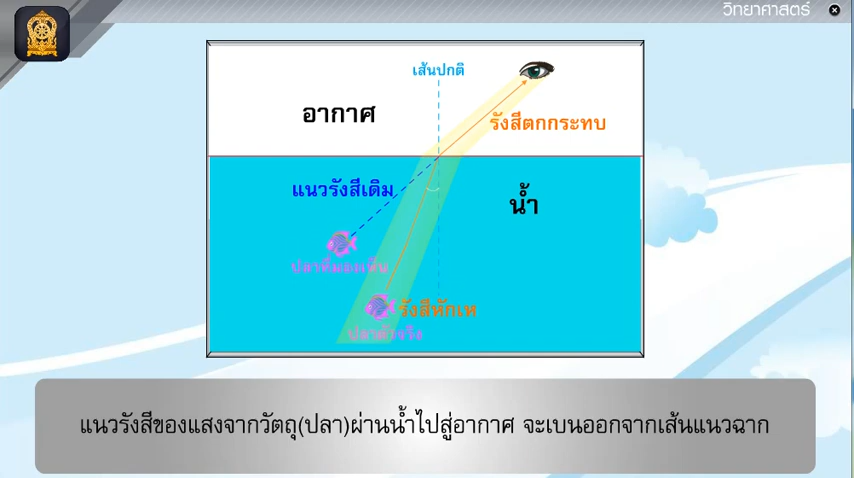 วิทยาศาสตร์
เส้นปกติ
อากาศ
รังสีตกกระทบ
แนวรังสีเดิม
น้ำ
ปลาที่มองเห็น
รังสีหักเห
ปลาตัวจริง
แนวรังสีของแสงจากวัตถุ(ปลา)ผ่านน้ำไปสู่อากาศ จะเบนออกจากเส้นแนวฉาก